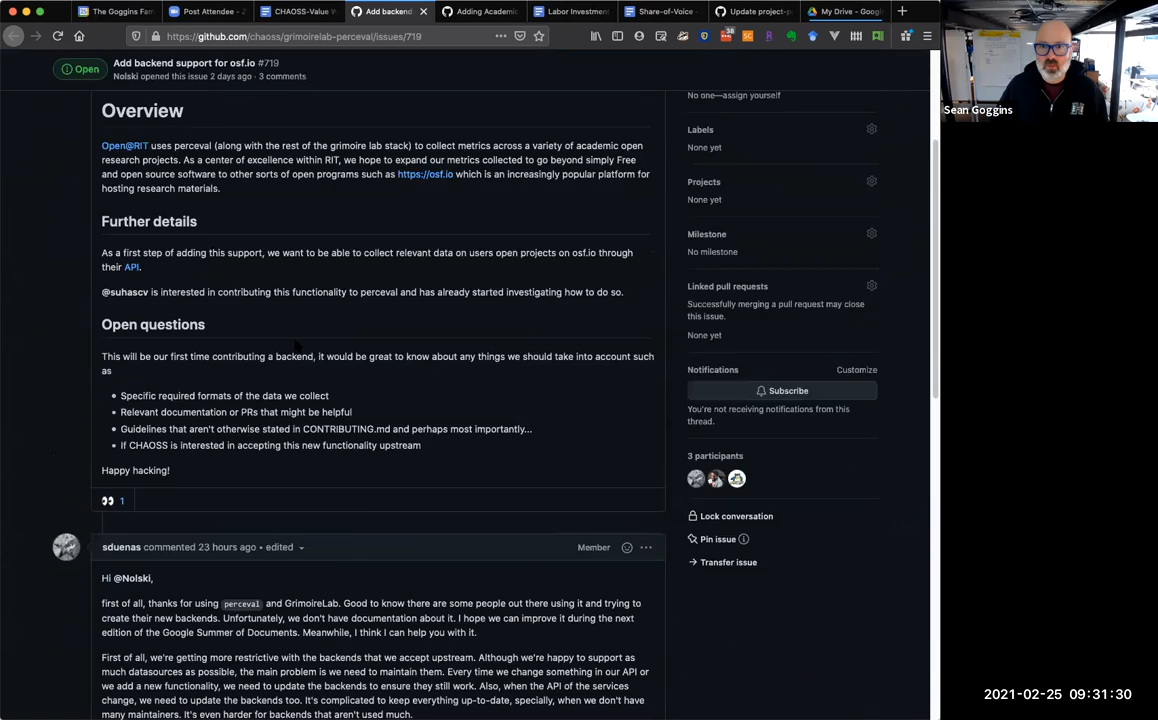 The Goggins Fam
Post Attendee - Z
CHAOSS-Value W
Add backend
Adding Academic
Labor Investment
Share-of-Voice -
Update project-p
My Drive - Googl
https://github.com/chaoss/grimoirelab-perceval/issues/719
38
Open
Add backend support for osf.io #719
Nolski opened this issue 2 days ago · 3 comments
Overview
Open@RIT uses perceval (along with the rest of the grimoire lab stack) to collect metrics across a variety of academic open
research projects. As a center of excellence within RIT, we hope to expand our metrics collected to go beyond simply Free
and open source software to other sorts of open programs such as https://osf.io which is an increasingly popular platform for
hosting research materials.
Further details
As a first step of adding this support, we want to be able to collect relevant data on users open projects on osf.io through
their API.
@suhascv is interested in contributing this functionality to perceval and has already started investigating how to do so.
Open questions
This will be our first time contributing a backend, it would be great to know about any things we should take into account such
as
• Specific required formats of the data we collect
• Relevant documentation or PRs that might be helpful
• Guidelines that aren't otherwise stated in CONTRIBUTING.md and perhaps most importantly...
• If CHAOSS is interested in accepting this new functionality upstream
Happy hacking!
👀 1
sduenas commented 23 hours ago • edited
Member
Hi @Nolski,
first of all, thanks for using perceval and GrimoireLab. Good to know there are some people out there using it and trying to
create their new backends. Unfortunately, we don't have documentation about it. I hope we can improve it during the next
edition of the Google Summer of Documents. Meanwhile, I think I can help you with it.
First of all, we're getting more restrictive with the backends that we accept upstream. Although we're happy to support as
much datasources as possible, the main problem is we need to maintain them. Every time we change something in our API or
we add a new functionality, we need to update the backends to ensure they still work. Also, when the API of the services
change, we need to update the backends too. It's complicated to keep everything up-to-date, specially, when we don't have
many maintainers. It's even harder for backends that aren't used much.
No one—assign yourself
Labels
None yet
Projects
None yet
Milestone
No milestone
Linked pull requests
Successfully merging a pull request may close
this issue.
None yet
Notifications
Customize
Subscribe
You're not receiving notifications from this
thread.
3 participants
Lock conversation
Pin issue
Transfer issue
Sean Goggins
2021-02-25 09:31:30